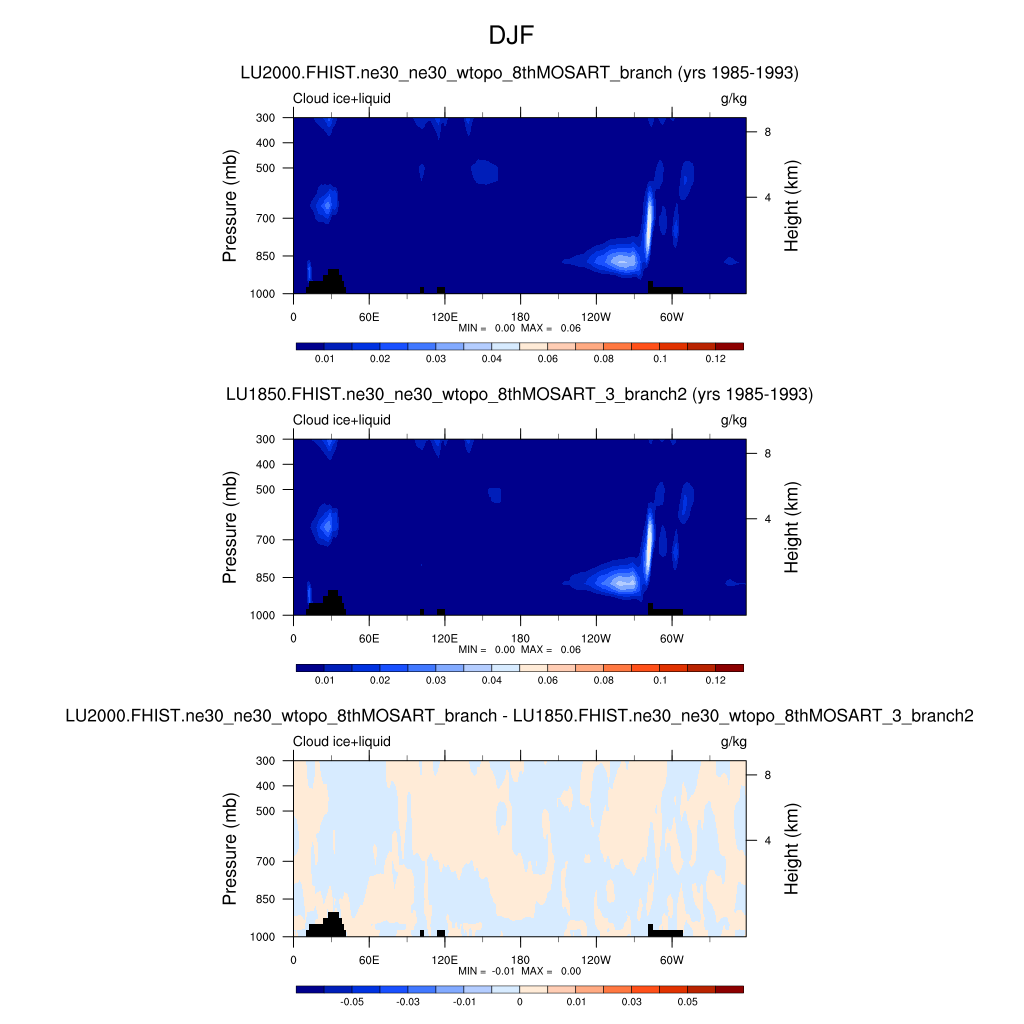 DJF
LU2000.FHIST.ne30_ne30_wtopo_8thMOSART_branch (yrs 1985-1993)
Cloud ice+liquid g/kg
300
400
500
700
850
1000
Pressure (mb)
8
4
Height (km)
0 60E 120E 180 120W 60W
MIN = 0.00 MAX = 0.06
0.01 0.02 0.03 0.04 0.06 0.08 0.1 0.12
LU1850.FHIST.ne30_ne30_wtopo_8thMOSART_3_branch2 (yrs 1985-1993)
Cloud ice+liquid g/kg
300
400
500
700
850
1000
Pressure (mb)
8
4
Height (km)
0 60E 120E 180 120W 60W
MIN = 0.00 MAX = 0.06
0.01 0.02 0.03 0.04 0.06 0.08 0.1 0.12
LU2000.FHIST.ne30_ne30_wtopo_8thMOSART_branch - LU1850.FHIST.ne30_ne30_wtopo_8thMOSART_3_branch2
Cloud ice+liquid g/kg
300
400
500
700
850
1000
Pressure (mb)
8
4
Height (km)
0 60E 120E 180 120W 60W
MIN = -0.01 MAX = 0.00
-0.05 -0.03 -0.01 0 0.01 0.03 0.05